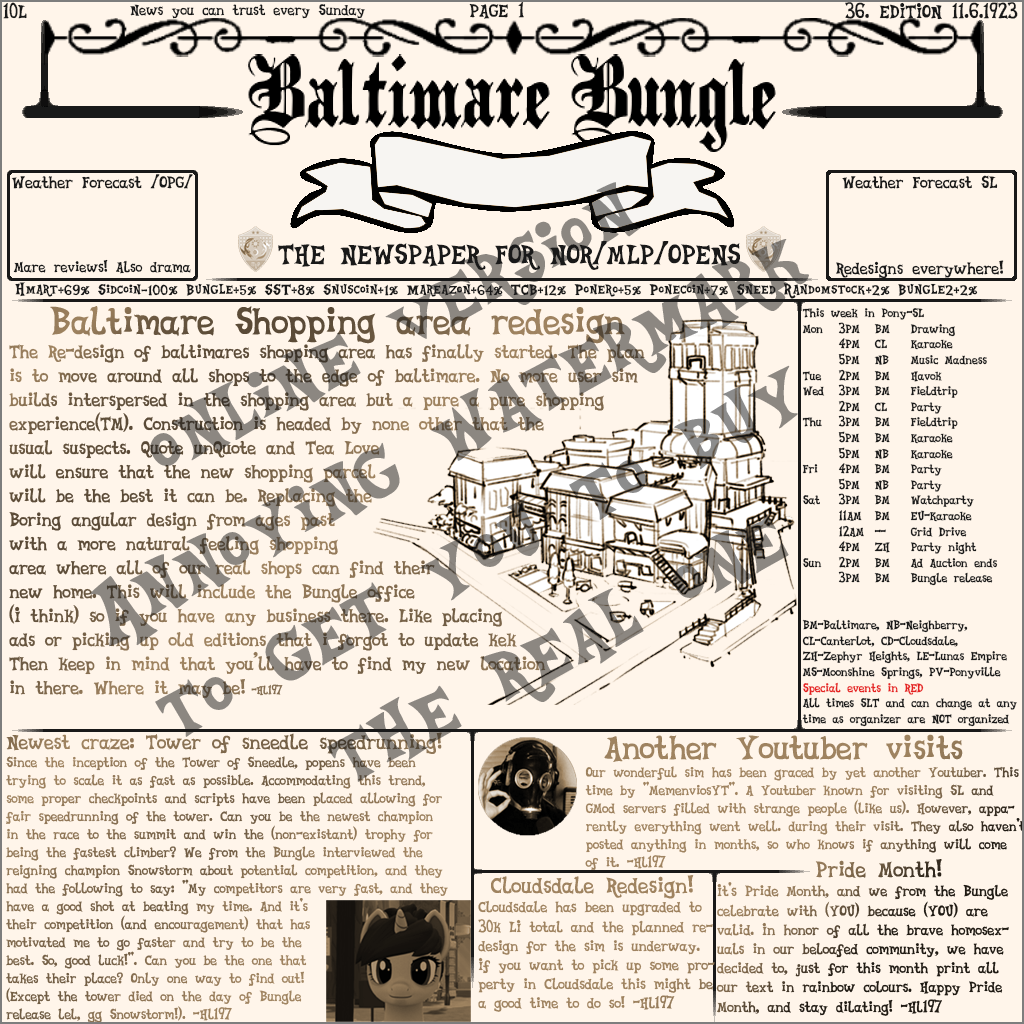 10L
News you can trust every Sunday
PAGE 1
36. EDITION 11.6.1923
Baltimare Bungle
Weather Forecast /OPG/
Mare reviews! Also drama
Weather Forecast SL
Redesigns everywhere!
THE NEWSPAPER FOR NOR/MLP/OPENS
HMART+69% SIDCOIN-100% BUNGLE+5% SST+8% SNUSCOIN+1% MAREAZON+64% TCB+12% PONERO+5% PONECOIN+7% SNEED RANDOMSTOCK+2% BUNGLE2+2%
Baltimare Shopping area redesign
The Re-design of baltimares shopping area has finally started. The plan
is to move around all shops to the edge of baltimare. No more user sim
builds interspersed in the shopping area but a pure a pure shopping
experience(TM). Construction is headed by none other that the
usual suspects. Quote unQuote and Tea Love
will ensure that the new shopping parcel
will be the best it can be. Replacing the
Boring angular design from ages past
with a more natural feeling shopping
area where all of our real shops can find their
new home. This will include the Bungle office
(i think) so if you have any business there. Like placing
ads or picking up old editions that i forgot to update kek
Then keep in mind that you'll have to find my new location
in there. Where it may be! -HL197
This week in Pony-SL
Mon 3PM BM Drawing
4PM CL Karaoke
5PM NB Music Madness
Tue 2PM BM Havok
Wed 3PM BM Fieldtrip
2PM CL Party
Thu 3PM BM Fieldtrip
5PM BM Karaoke
5PM NB Karaoke
Fri 4PM BM Party
5PM NB Party
Sat 3PM BM Watchparty
11AM BM EU-Karaoke
12AM -- Grid Drive
4PM ZH Party night
Sun 2PM BM Ad Auction ends
3PM BM Bungle release
BM-Baltimare, NB-Neighberry,
CL-Canterlot, CD-Cloudsdale,
ZH-Zephyr Heights, LE-Lunas Empire
MS-Moonshine Springs, PV-Ponyville
Special events in RED
All times SLT and can change at any
time as organizer are NOT organized
Newest craze: Tower of Sneedle speedrunning!
Since the inception of the Tower of Sneedle, popens have been
trying to scale it as fast as possible. Accommodating this trend,
some proper checkpoints and scripts have been placed allowing for
fair speedrunning of the tower. Can you be the newest champion
in the race to the summit and win the (non-existant) trophy for
being the fastest climber? We from the Bungle interviewed the
reigning champion Snowstorm about potential competition, and they
had the following to say: "My competitors are very fast, and they
have a good shot at beating my time. And it's
their competition (and encouragement) that has
motivated me to go faster and try to be the
best. So, good luck!". Can you be the one that
takes their place? Only one way to find out!
(Except the tower died on the day of Bungle
release lel, gg Snowstorm!). -HL197
Another Youtuber visits
Our wonderful sim has been graced by yet another Youtuber. This
time by "MemenviosYT". A Youtuber known for visiting SL and
GMod servers filled with strange people (like us). However, appa-
rently everything went well. during their visit. They also haven't
posted anything in months, so who knows if anything will come
of it. -HL197
Cloudsdale Redesign!
Cloudsdale has been upgraded to
30k LI total and the planned re-
design for the sim is underway.
if you want to pick up some pro-
perty in Cloudsdale this might be
a good time to do so! -HL197
Pride Month!
it's Pride Month, and we from the Bungle
celebrate with (YOU) because (YOU) are
valid. In honor of all the brave homosex-
uals in our beloafed community, we have
decided to, just for this month print all
our text in rainbow colours. Happy Pride
Month, and stay dilating! -HL197
ONLINE VERSION
ANNOYING WATERMARK
TO GET YOU TO BUY
THE REAL ONE